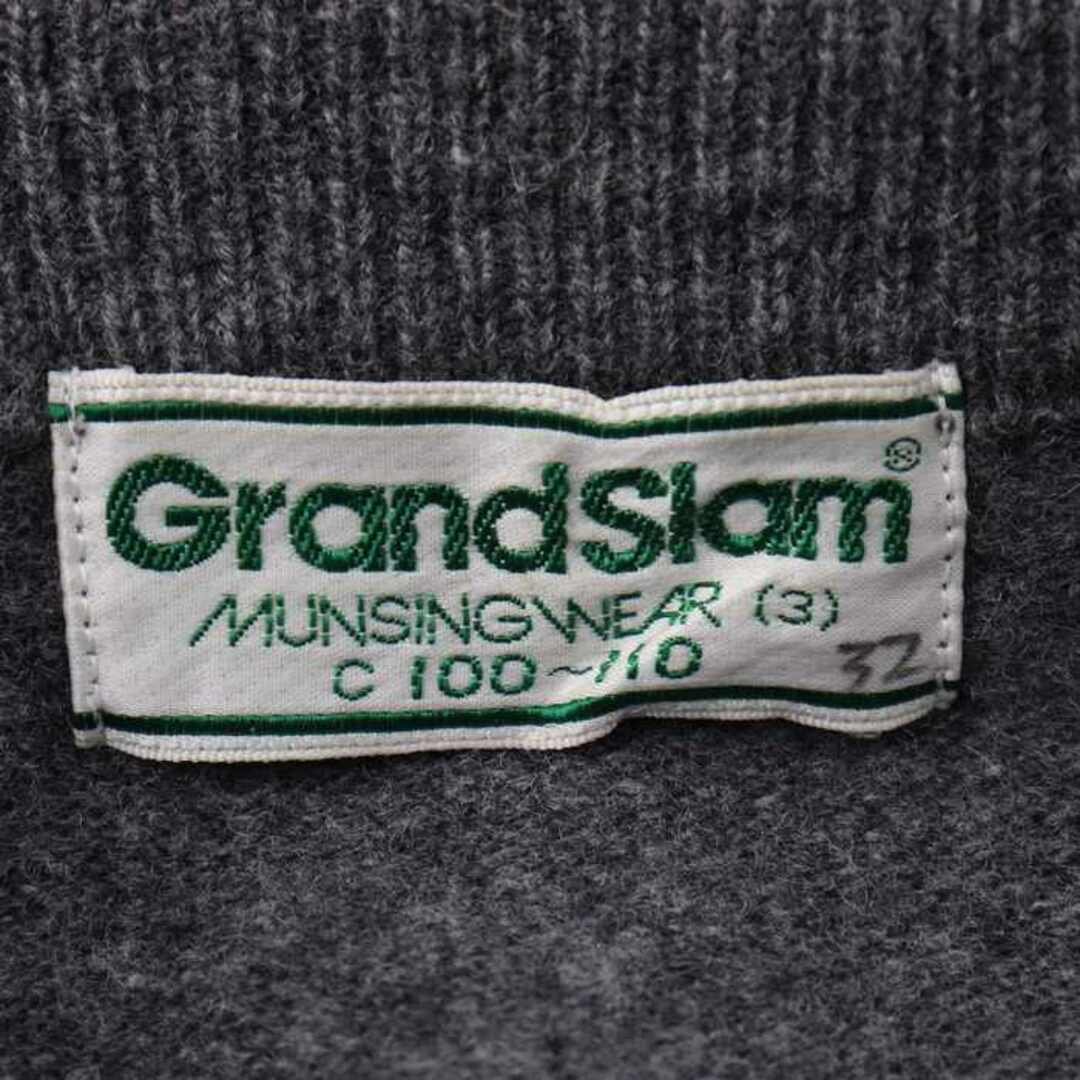 GrandSlam ®
MUNSINGWEAR (3)
C 100~110
32